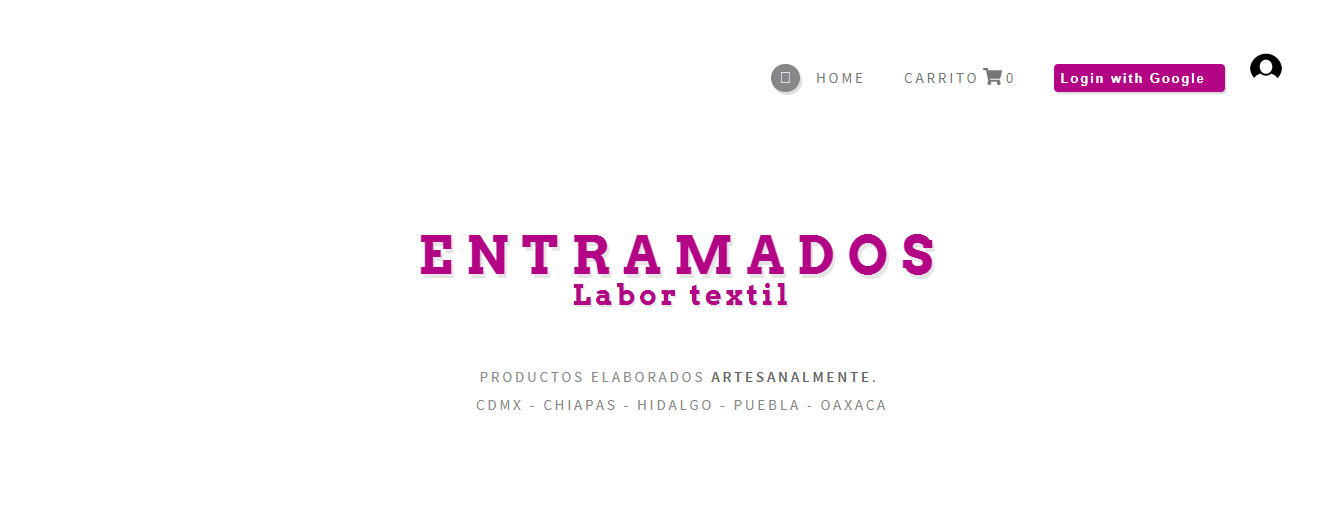 HOME CARRITO 0 Login with Google
ENTRAMADOS
Labor textil
PRODUCTOS ELABORADOS ARTESANALMENTE.
CDMX - CHIAPAS - HIDALGO - PUEBLA - OAXACA